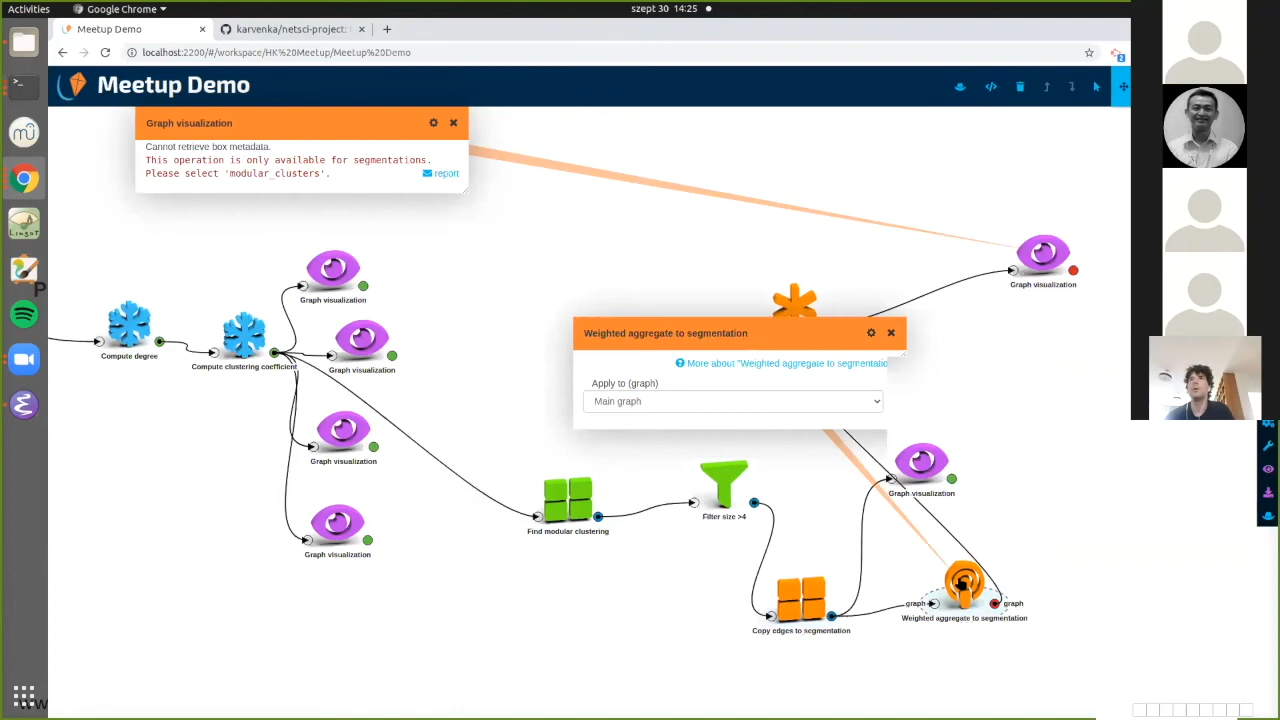 Activities
Google Chrome
szept 30 14:25
Meetup Demo
karvenka/netsci-project:
localhost:2200/#/workspace/HK%20Meetup/Meetup%20Demo
2
Meetup Demo
Graph visualization
Cannot retrieve box metadata.
This operation is only available for segmentations.
Please select 'modular_clusters'.
report
Graph visualization
Graph visualization
Compute degree
Compute clustering coefficient
Graph visualization
Graph visualization
Graph visualization
Weighted aggregate to segmentation
More about "Weighted aggregate to segmentatio
Apply to (graph)
Main graph
Graph visualization
Find modular clustering
Filter size >4
Copy edges to segmentation
graph
graph
Weighted aggregate to segmentation
Lingot
P
ww